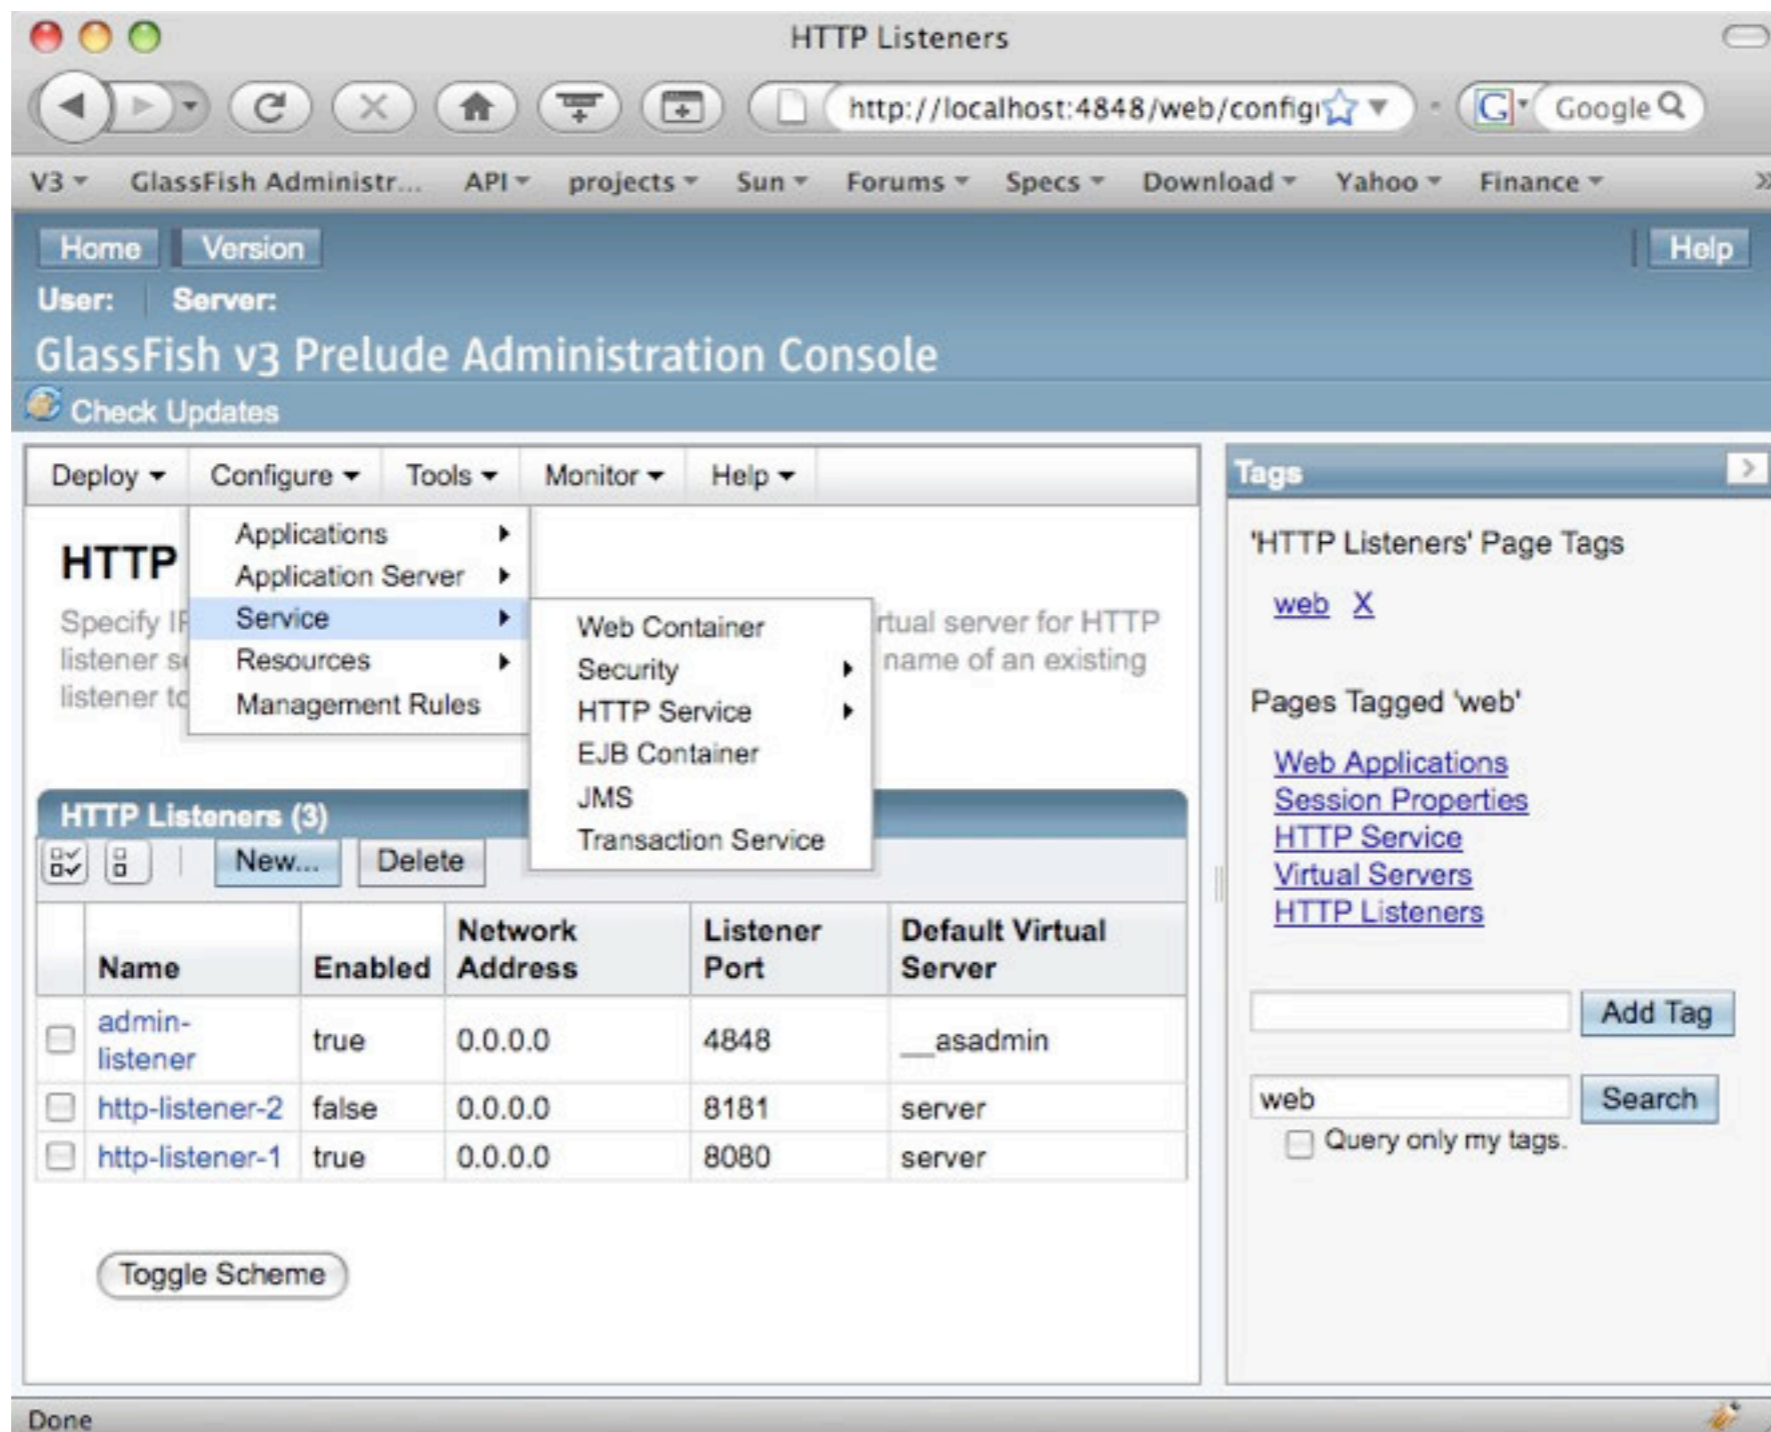 HTTP Listeners
http://localhost:4848/web/config
Google
V3 GlassFish Administr... API projects Sun Forums Specs Download Yahoo Finance »
Home Version Help
User: Server:
GlassFish v3 Prelude Administration Console
Check Updates
Deploy Configure Tools Monitor Help
Applications
Application Server
Service
Resources
Management Rules
Web Container
Security
HTTP Service
EJB Container
JMS
Transaction Service
HTTP
Specify rtual server for HTTP
listener name of an existing
listener
HTTP Listeners (3)
New... Delete
Name Enabled Network Address Listener Port Default Virtual Server
admin-listener true 0.0.0.0 4848 __asadmin
http-listener-2 false 0.0.0.0 8181 server
http-listener-1 true 0.0.0.0 8080 server
Toggle Scheme
Tags
'HTTP Listeners' Page Tags
web X
Pages Tagged 'web'
Web Applications
Session Properties
HTTP Service
Virtual Servers
HTTP Listeners
Add Tag
web Search
Query only my tags.
Done